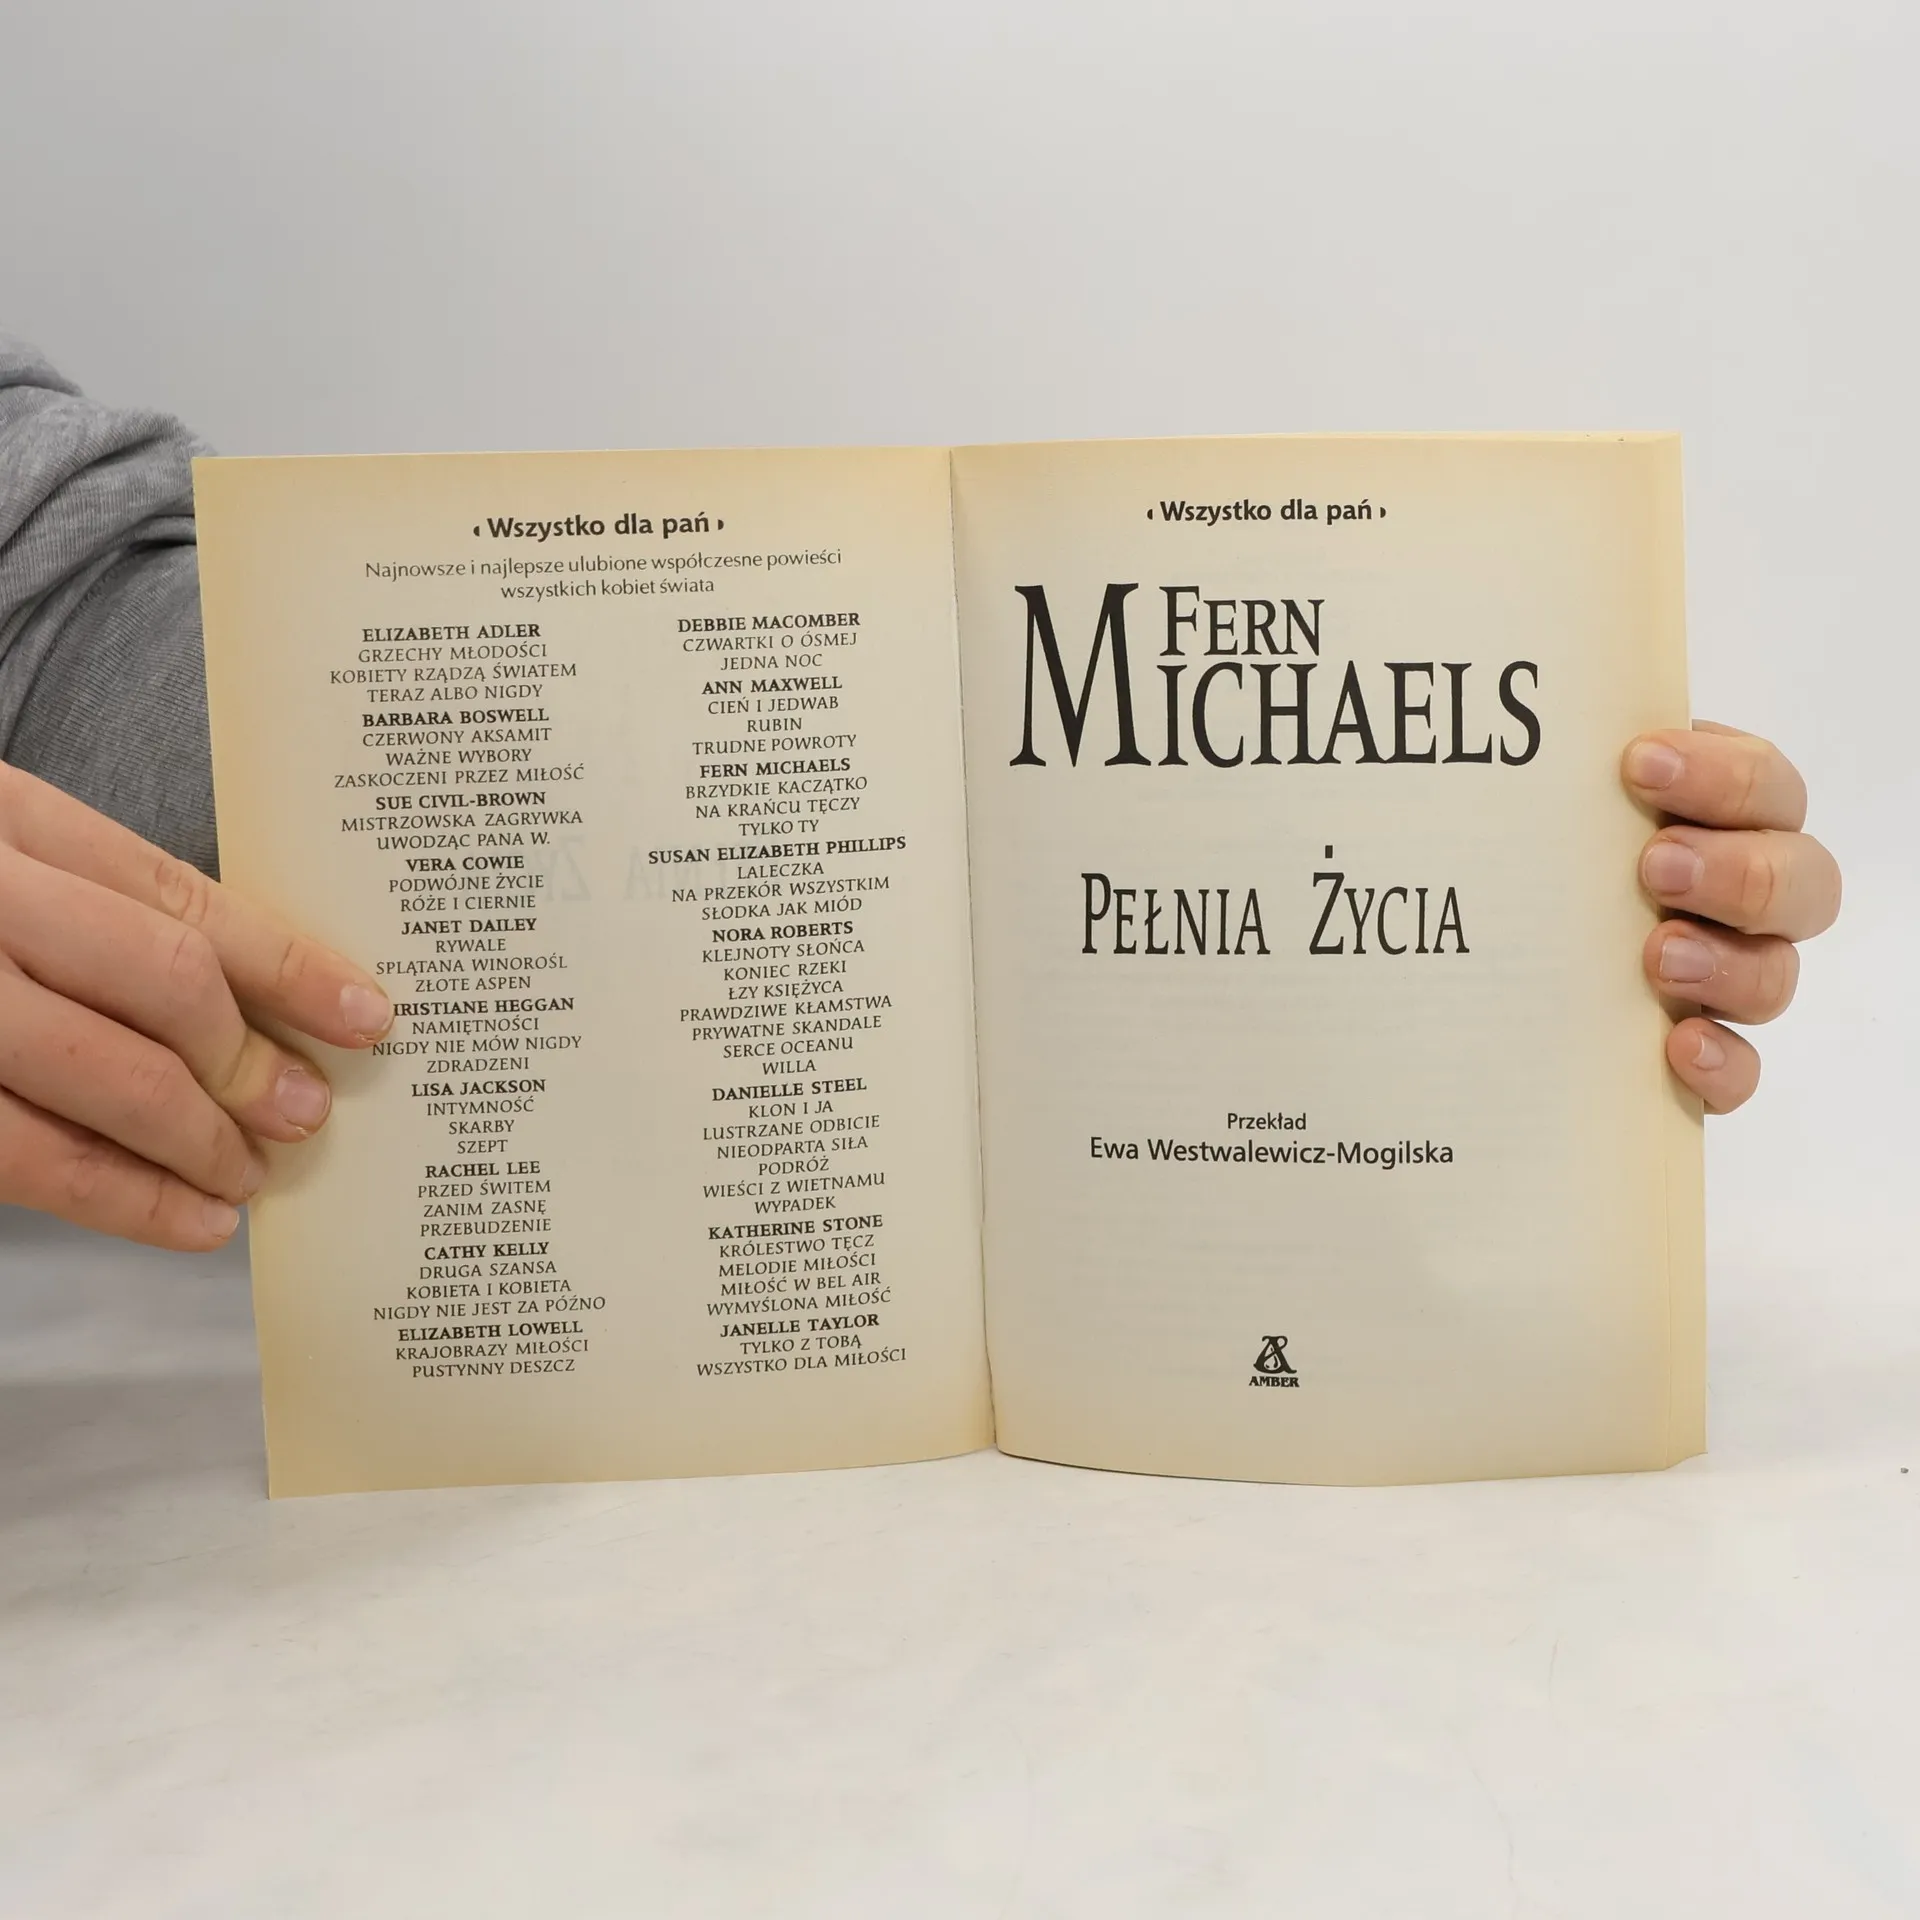 Wszystko dla pań
Najnowsze i najlepsze ulubione współczesne powieści
wszystkich kobiet świata
ELIZABETH ADLER
GRZECHY MŁODOŚCI
KOBIETY RZĄDZĄ ŚWIATEM
TERAZ ALBO NIGDY
BARBARA BOSWELL
CZERWONY AKSAMIT
WAŻNE WYBORY
ZASKOCZENI PRZEZ MIŁOŚĆ
SUE CIVIL-BROWN
MISTRZOWSKA ZAGRYWKA
UWODZĄC PANA W.
VERA COWIE
PODWÓJNE ŻYCIE
RÓŻE I CIERNIE
JANET DAILEY
RYWALE
SPLĄTANA WINOROŚL
ZŁOTE ASPEN
IRISTIANE HEGGAN
NAMIĘTNOŚCI
NIGDY NIE MÓW NIGDY
ZDRADZENI
LISA JACKSON
INTYMNOŚĆ
SKARBY
SZEPT
RACHEL LEE
PRZED ŚWITEM
ZANIM ZASNĘ
PRZEBUDZENIE
CATHY KELLY
DRUGA SZANSA
KOBIETA I KOBIETA
NIGDY NIE JEST ZA PÓŹNO
ELIZABETH LOWELL
KRAJOBRAZY MIŁOŚCI
PUSTYNNY DESZCZ
DEBBIE MACOMBER
CZWARTKI O ÓSMEJ
JEDNA NOC
ANN MAXWELL
CIEŃ I JEDWAB
RUBIN
TRUDNE POWROTY
FERN MICHAELS
BRZYDKIE KACZĄTKO
NA KRAŃCU TĘCZY
TYLKO TY
SUSAN ELIZABETH PHILLIPS
LALECZKA
NA PRZEKÓR WSZYSTKIM
SŁODKA JAK MIÓD
NORA ROBERTS
KLEJNOTY SŁOŃCA
KONIEC RZEKI
ŁZY KSIĘŻYCA
PRAWDZIWE KŁAMSTWA
PRYWATNE SKANDALE
SERCE OCEANU
WILLA
DANIELLE STEEL
KLON I JA
LUSTRZANE ODBICIE
NIEODPARTA SIŁA
PODRÓŻ
WIEŚCI Z WIETNAMU
WYPADEK
KATHERINE STONE
KRÓLESTWO TĘCZ
MELODIE MIŁOŚCI
MIŁOŚĆ W BEL AIR
WYMYŚLONA MIŁOŚĆ
JANELLE TAYLOR
TYLKO Z TOBĄ
WSZYSTKO DLA MIŁOŚCI
Wszystko dla pań
FERN
MICHAELS
PEŁNIA ŻYCIA
Przekład
Ewa Westwalewicz-Mogilska
AMBER